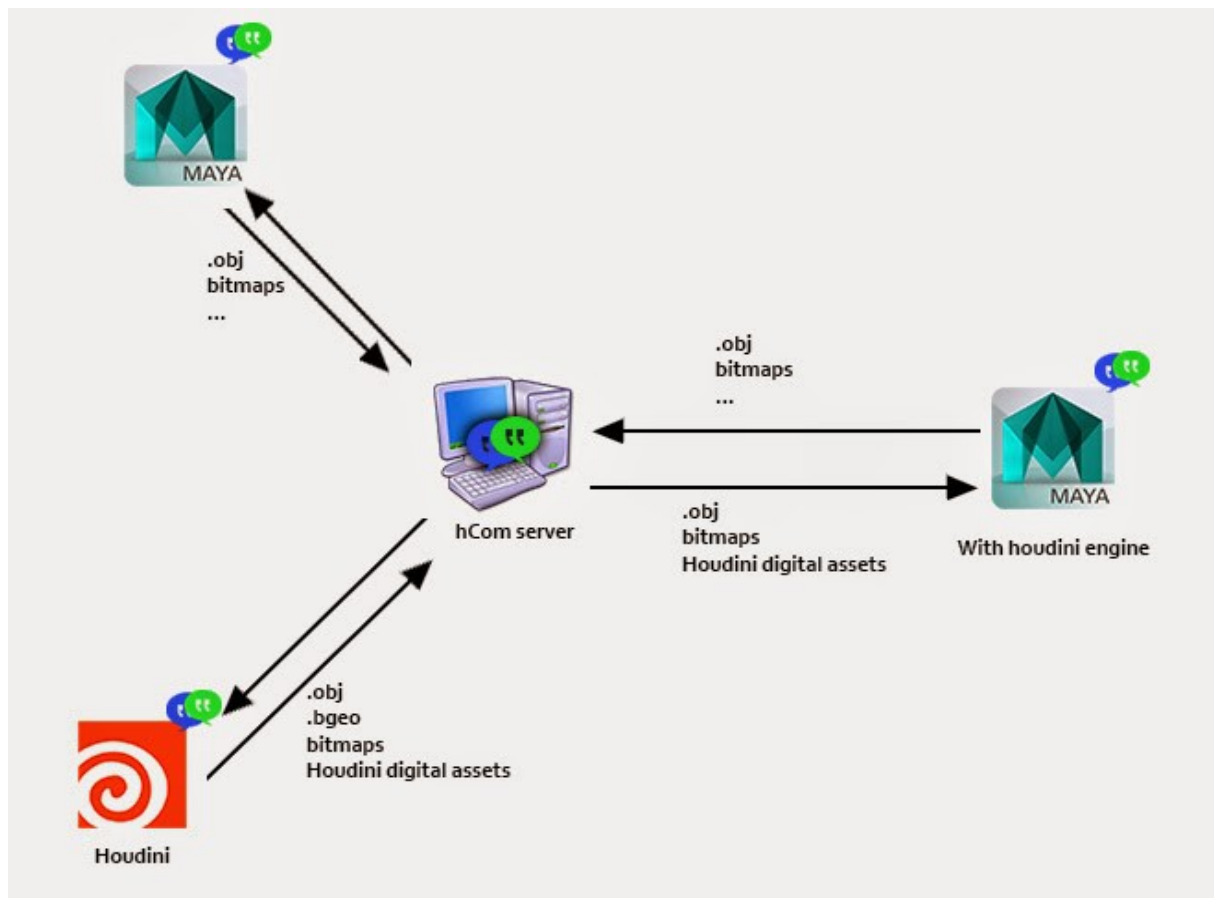 MAYA
.obj
bitmaps
...
.obj
bitmaps
...
MAYA
hCom server
.obj
bitmaps
Houdini digital assets
With houdini engine
.obj
.bgeo
bitmaps
Houdini digital assets
Houdini